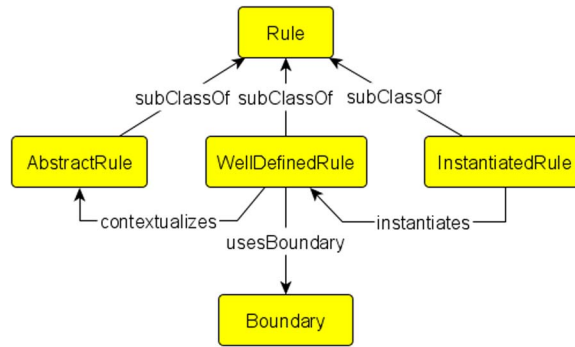 Rule
subClassOf subClassOf subClassOf
AbstractRule WellDefinedRule InstantiatedRule
contextualizes instantiates
usesBoundary
Boundary